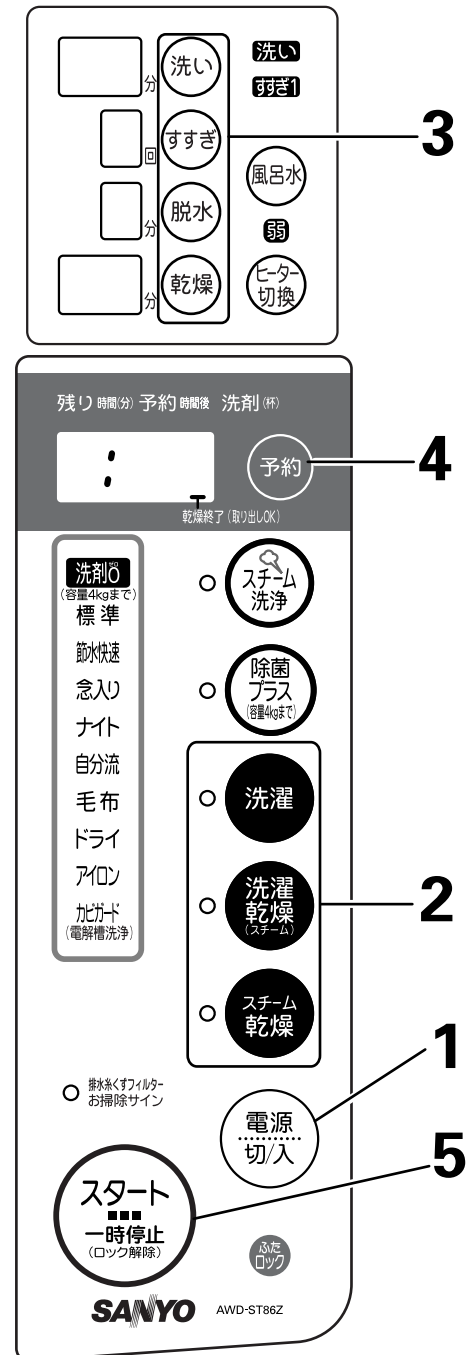 洗い
分
洗い
すすぎ1
すすぎ
回
3
風呂水
脱水
分
弱
乾燥
分
ヒーター
切換
残り時間(分) 予約時間後 洗剤(杯)
:
予約
4
乾燥終了(取り出しOK)
洗剤0
ゼロ
(容量4kgまで)
標準
節水快速
念入り
ナイト
自分流
毛布
ドライ
アイロン
カビガード
(電解槽洗浄)
スチーム
洗浄
除菌
プラス
(容量4kgまで)
洗濯
洗濯
乾燥
(スチーム)
2
スチーム
乾燥
1
排水糸くずフィルター
お掃除サイン
電源
切/入
5
スタート
一時停止
(ロック解除)
ふた
ロック
SANYO AWD-ST86Z